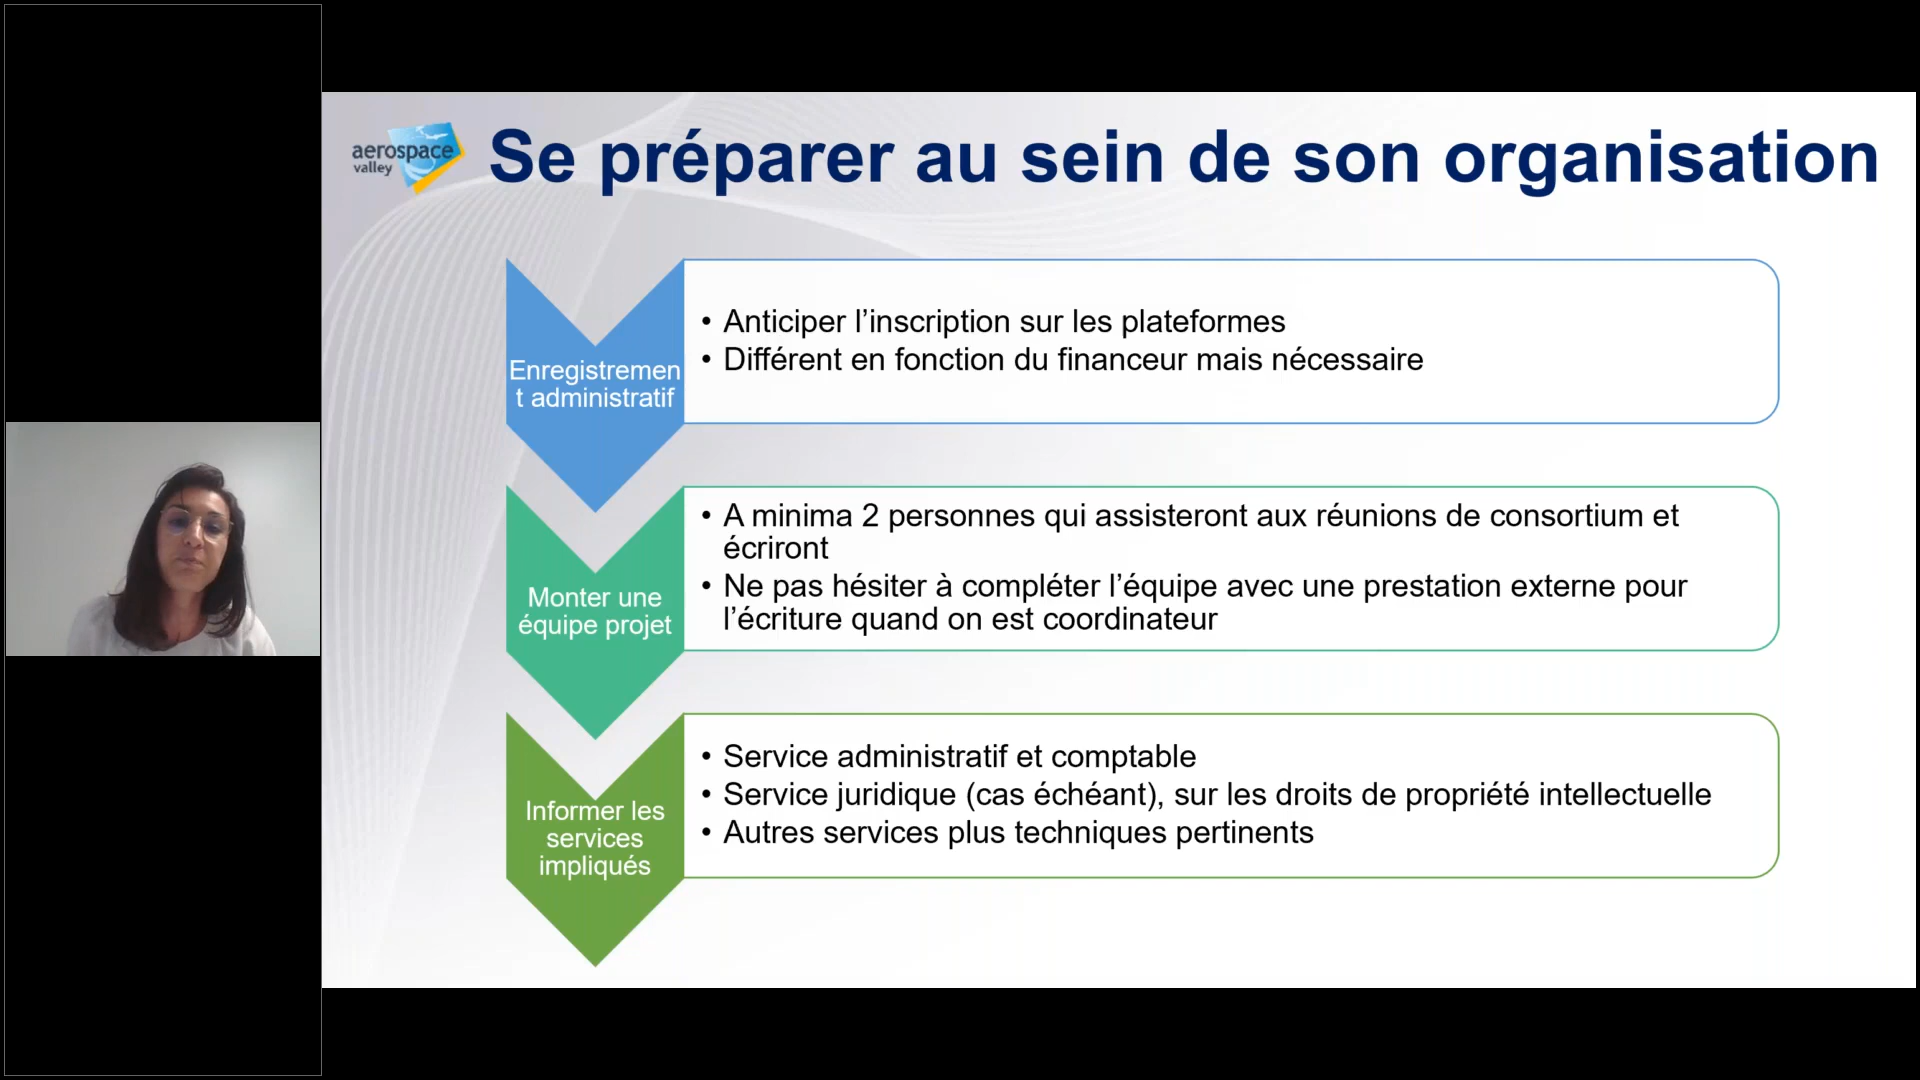 aerospace
valley
Se préparer au sein de son organisation
Enregistremen
t administratif
• Anticiper l’inscription sur les plateformes
• Différent en fonction du financeur mais nécessaire
Monter une
équipe projet
• A minima 2 personnes qui assisteront aux réunions de consortium et
écriront
• Ne pas hésiter à compléter l’équipe avec une prestation externe pour
l’écriture quand on est coordinateur
Informer les
services
impliqués
• Service administratif et comptable
• Service juridique (cas échéant), sur les droits de propriété intellectuelle
• Autres services plus techniques pertinents